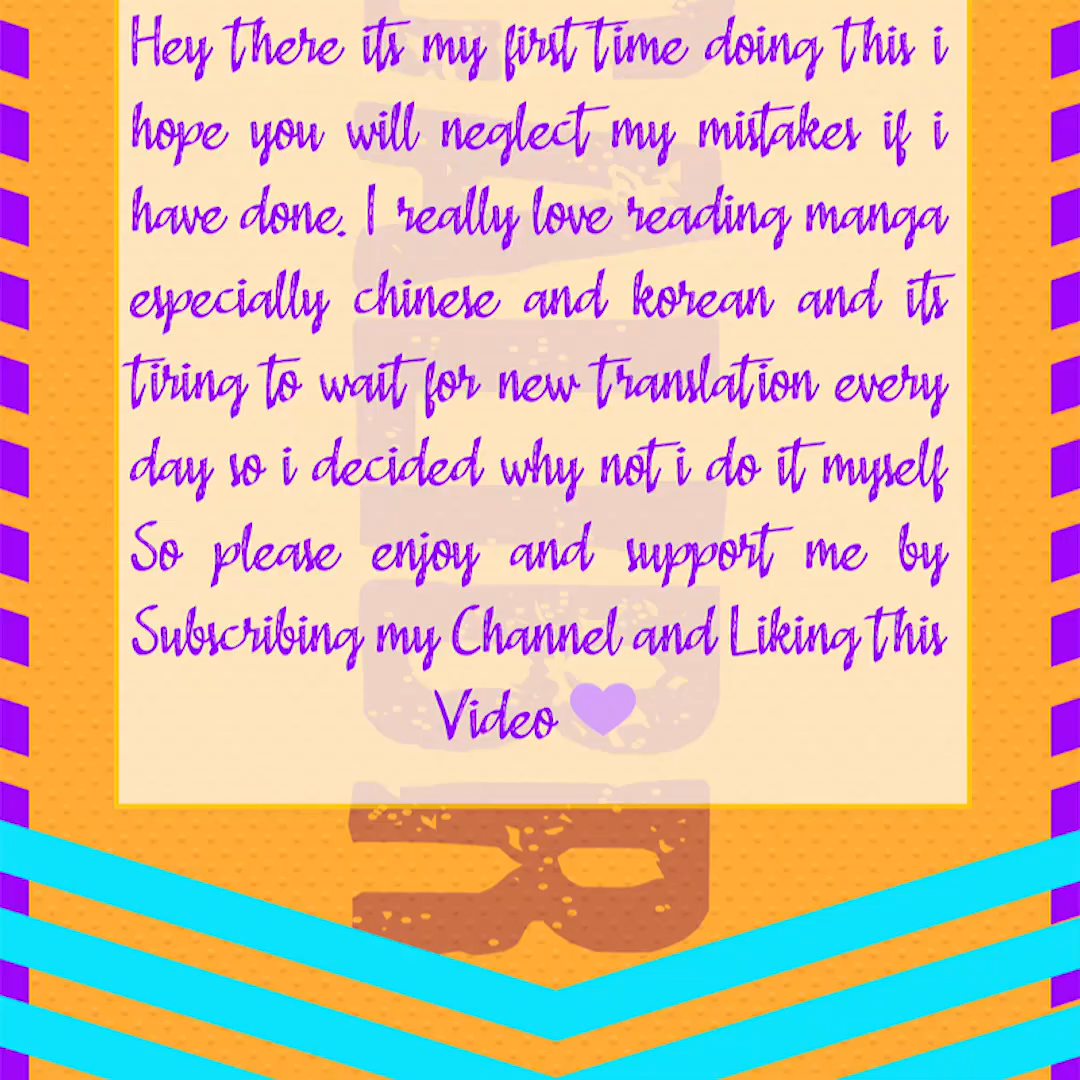 Hey there its my first time doing this i
hope you will neglect my mistakes if i
have done. I really love reading manga
especially chinese and korean and its
tiring to wait for new translation every
day so i decided why not i do it myself
So please enjoy and support me by
Subscribing my Channel and Liking this
Video 💜